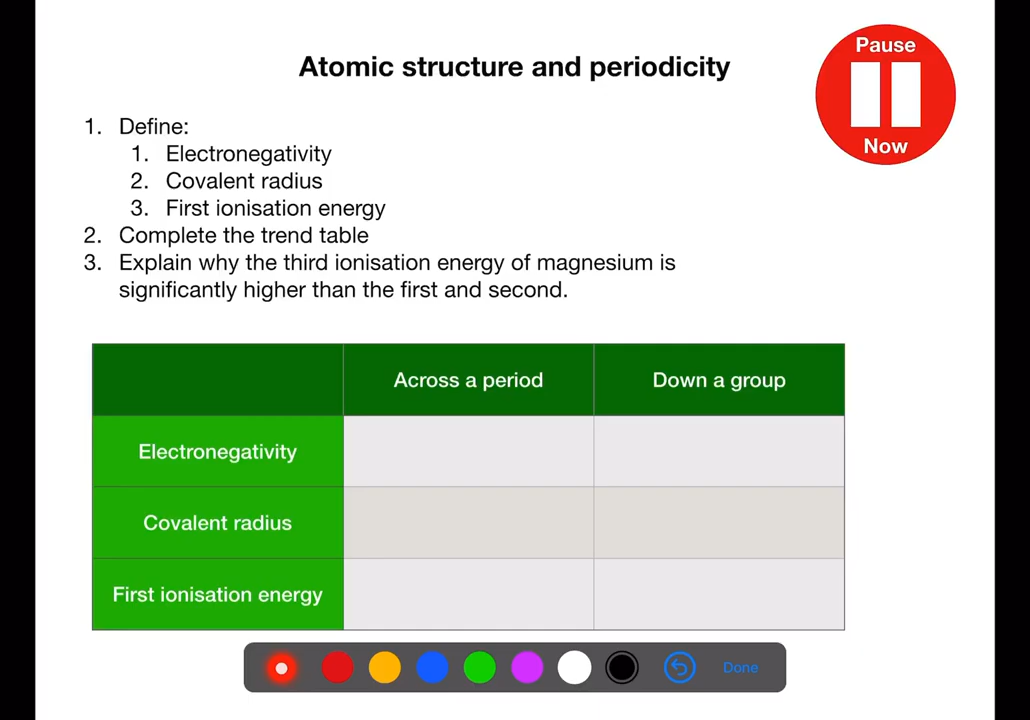 Atomic structure and periodicity
Pause
Now
1. Define:
1. Electronegativity
2. Covalent radius
3. First ionisation energy
2. Complete the trend table
3. Explain why the third ionisation energy of magnesium is
significantly higher than the first and second.
Across a period Down a group
Electronegativity
Covalent radius
First ionisation energy
Done